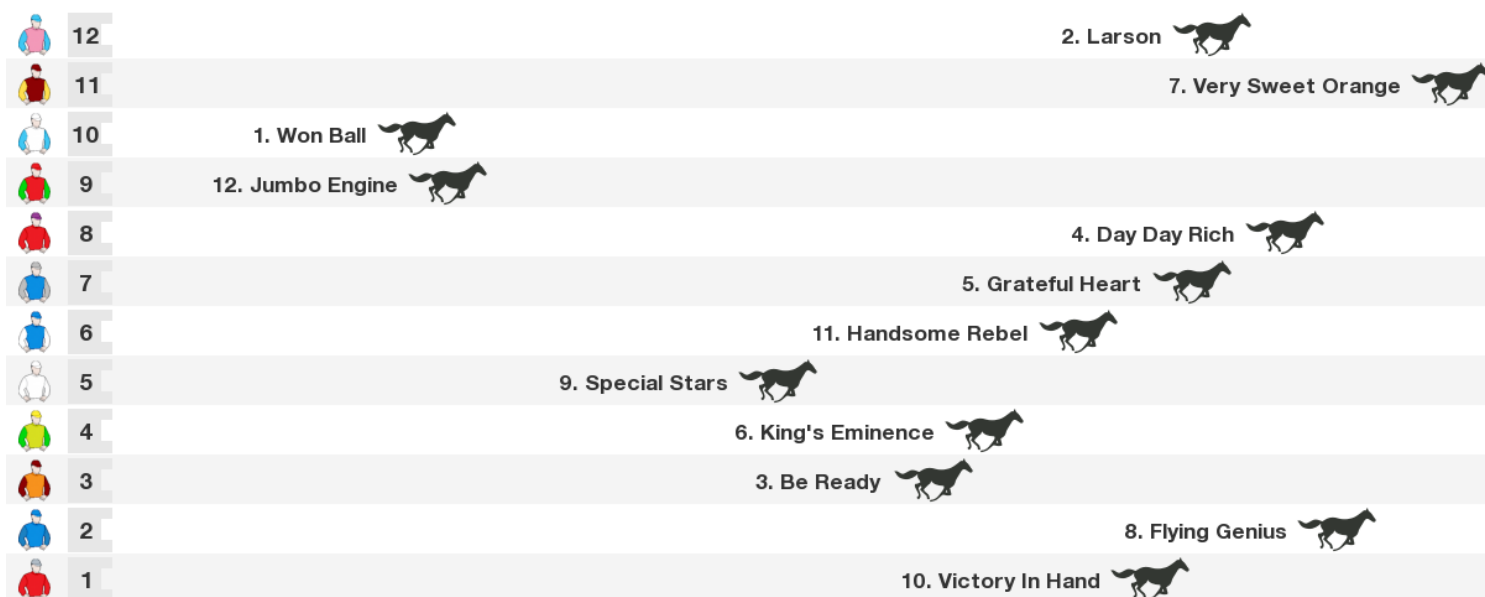 12 2. Larson
11 7. Very Sweet Orange
10 1. Won Ball
9 12. Jumbo Engine
8 4. Day Day Rich
7 5. Grateful Heart
6 11. Handsome Rebel
5 9. Special Stars
4 6. King's Eminence
3 3. Be Ready
2 8. Flying Genius
1 10. Victory In Hand